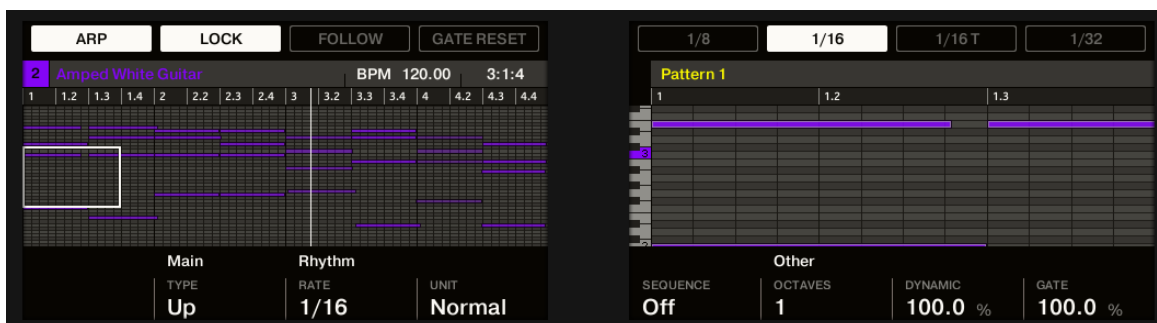 ARP LOCK FOLLOW GATE RESET
2 Amped White Guitar BPM 120.00 3:1:4
1 1.2 1.3 1.4 2 2.2 2.3 2.4 3 3.2 3.3 3.4 4 4.2 4.3 4.4
Main Rhythm
TYPE RATE UNIT
Up 1/16 Normal
1/8 1/16 1/16 T 1/32
Pattern 1
1 1.2 1.3
3
2
Other
SEQUENCE OCTAVES DYNAMIC GATE
Off 1 100.0 % 100.0 %